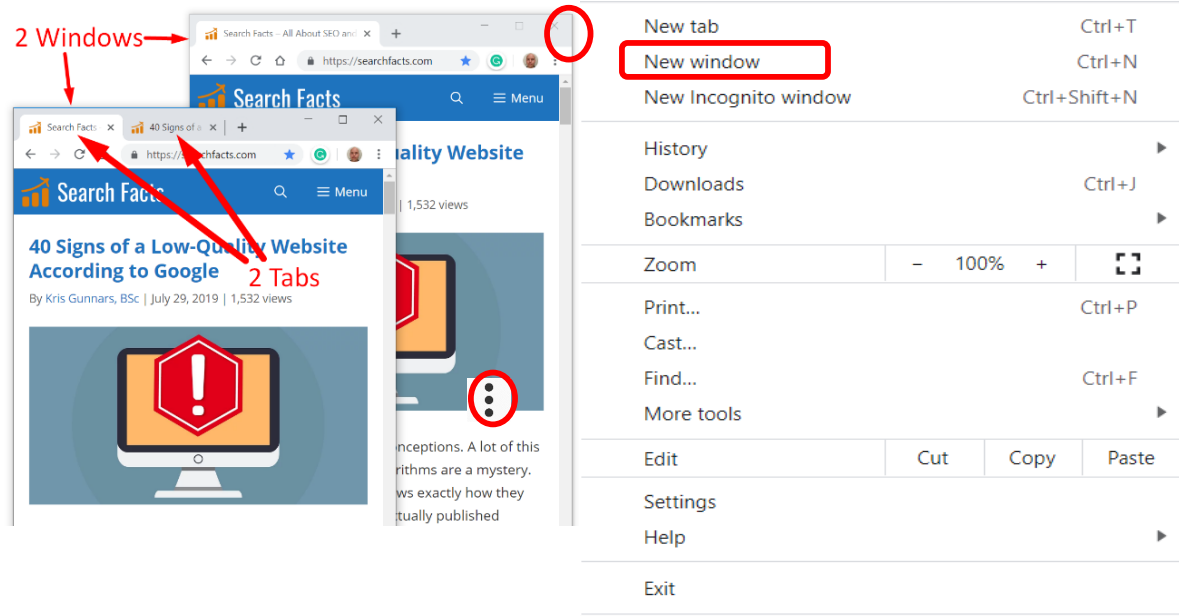 2 Windows
Search Facts – All About SEO and
https://searchfacts.com
Search Facts
Menu
uality Website
| 1,532 views
Search Facts
40 Signs of a
https://searchfacts.com
Search Facts
Menu
40 Signs of a Low-Quality Website
According to Google
2 Tabs
By Kris Gunnars, BSc | July 29, 2019 | 1,532 views
nceptions. A lot of this
rithms are a mystery.
ws exactly how they
tually published
New tab Ctrl+T
New window Ctrl+N
New Incognito window Ctrl+Shift+N
History
Downloads Ctrl+J
Bookmarks
Zoom − 100% +
Print... Ctrl+P
Cast...
Find... Ctrl+F
More tools
Edit Cut Copy Paste
Settings
Help
Exit